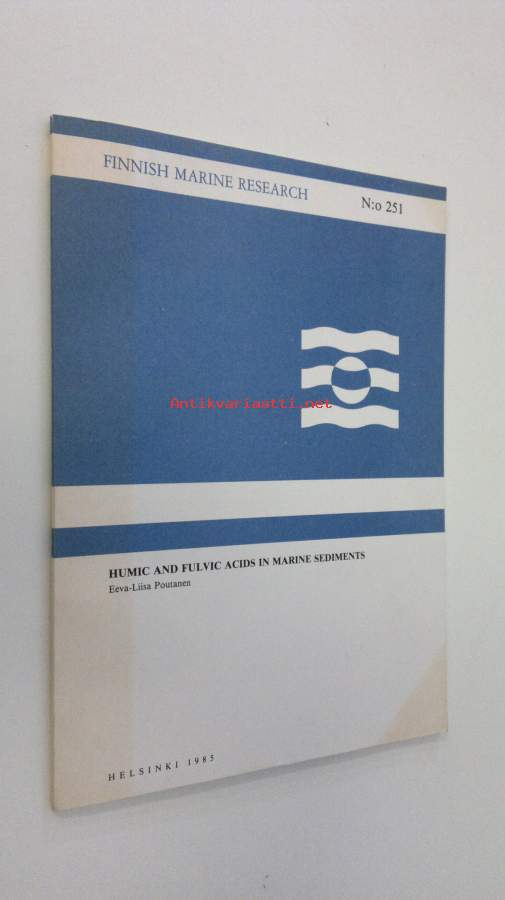 FINNISH MARINE RESEARCH
N:o 251
Antikvariaatti.net
HUMIC AND FULVIC ACIDS IN MARINE SEDIMENTS
Eeva-Liisa Poutanen
HELSINKI 1985